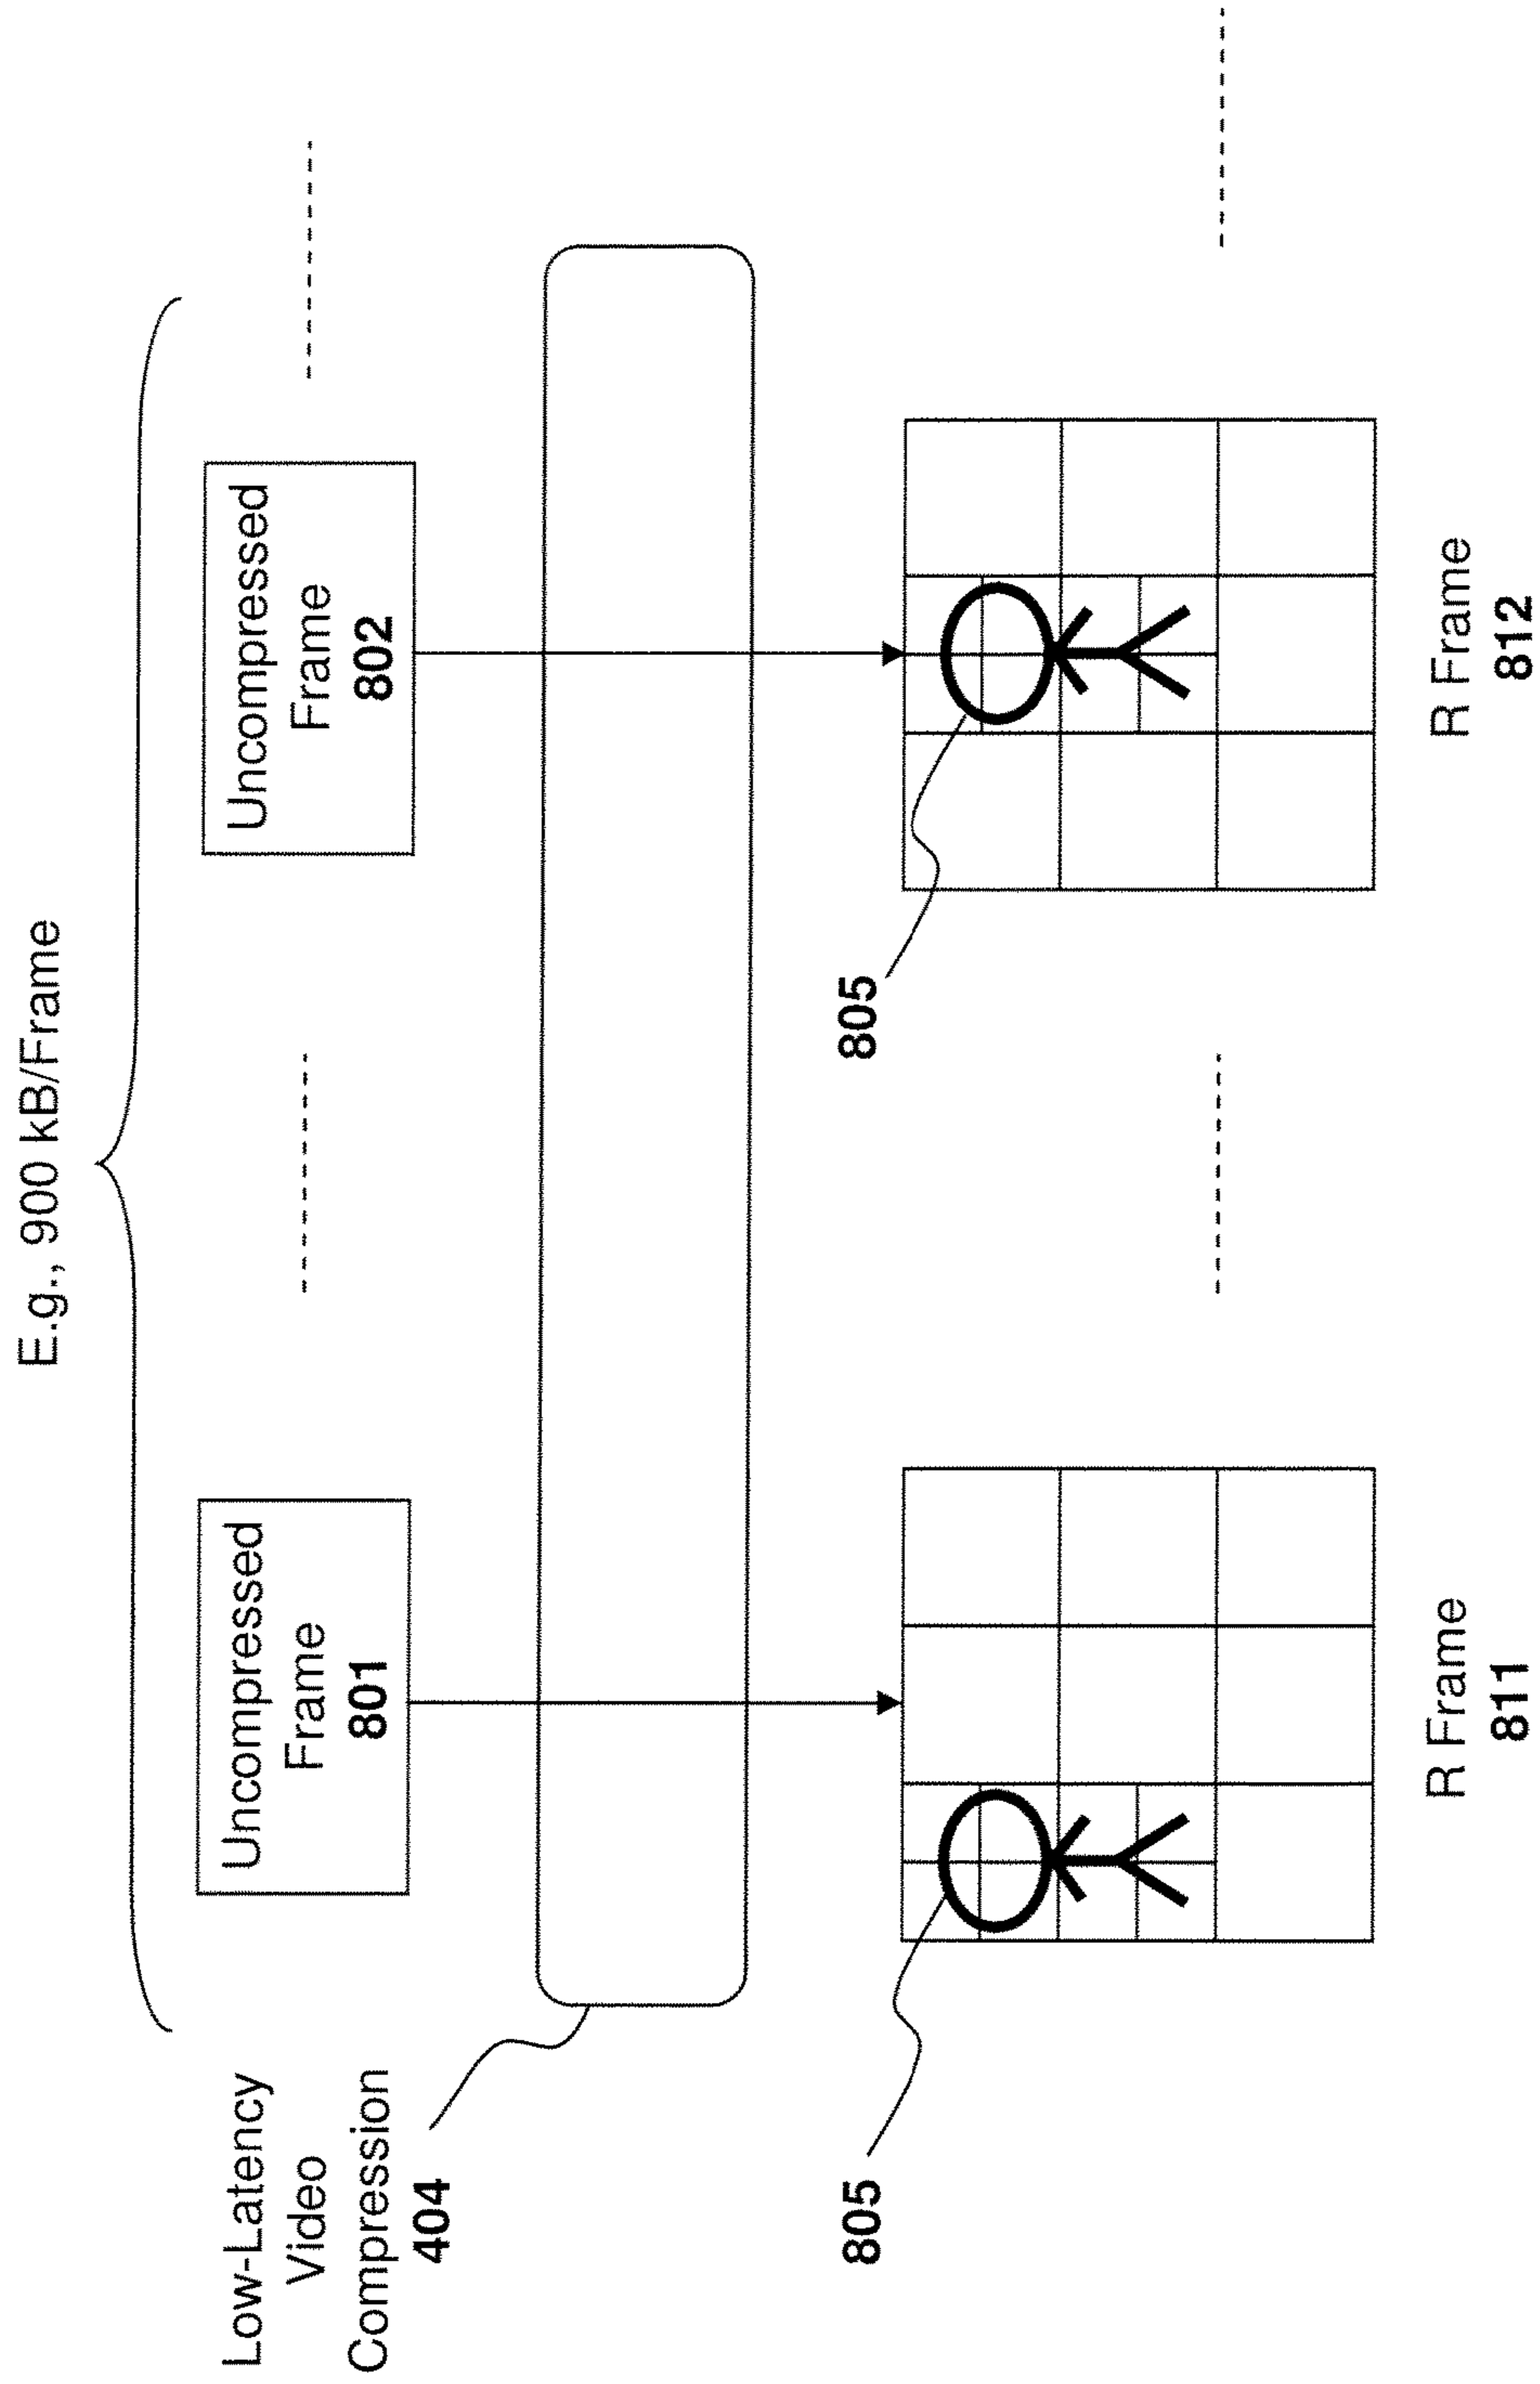 E.g., 900 kB/Frame
Low-Latency
Video
Compression
404
Uncompressed
Frame
801
Uncompressed
Frame
802
805
805
R Frame
811
R Frame
812